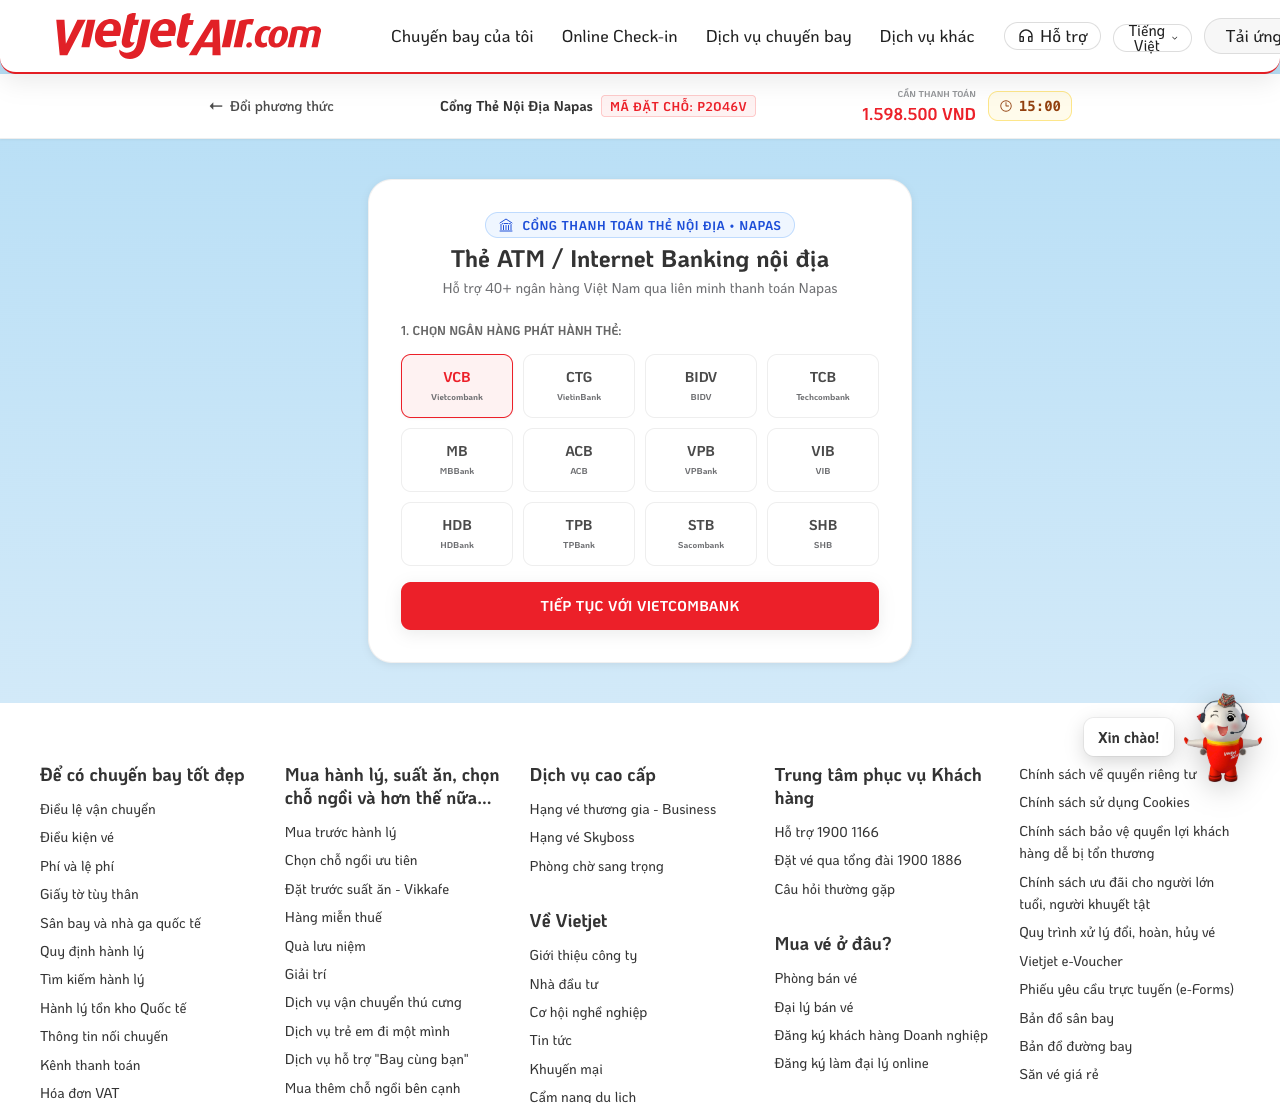 vietjetAir.com
Chuyến bay của tôi
Online Check-in
Dịch vụ chuyến bay
Dịch vụ khác
Hỗ trợ
Tiếng Việt
Tải ứng
Đổi phương thức
Cổng Thẻ Nội Địa Napas
MÃ ĐẶT CHỖ: P2O46V
CẦN THANH TOÁN
1.598.500 VND
15:00
CỔNG THANH TOÁN THẺ NỘI ĐỊA • NAPAS
Thẻ ATM / Internet Banking nội địa
Hỗ trợ 40+ ngân hàng Việt Nam qua liên minh thanh toán Napas
1. CHỌN NGÂN HÀNG PHÁT HÀNH THẺ:
VCB
Vietcombank
CTG
VietinBank
BIDV
BIDV
TCB
Techcombank
MB
MBBank
ACB
ACB
VPB
VPBank
VIB
VIB
HDB
HDBank
TPB
TPBank
STB
Sacombank
SHB
SHB
TIẾP TỤC VỚI VIETCOMBANK
Xin chào!
Để có chuyến bay tốt đẹp
Điều lệ vận chuyển
Điều kiện vé
Phí và lệ phí
Giấy tờ tùy thân
Sân bay và nhà ga quốc tế
Quy định hành lý
Tìm kiếm hành lý
Hành lý tồn kho Quốc tế
Thông tin nối chuyến
Kênh thanh toán
Hóa đơn VAT
Mua hành lý, suất ăn, chọn
chỗ ngồi và hơn thế nữa...
Mua trước hành lý
Chọn chỗ ngồi ưu tiên
Đặt trước suất ăn - Vikkafe
Hàng miễn thuế
Quà lưu niệm
Giải trí
Dịch vụ vận chuyển thú cưng
Dịch vụ trẻ em đi một mình
Dịch vụ hỗ trợ "Bay cùng bạn"
Mua thêm chỗ ngồi bên cạnh
Dịch vụ cao cấp
Hạng vé thương gia - Business
Hạng vé Skyboss
Phòng chờ sang trọng
Về Vietjet
Giới thiệu công ty
Nhà đầu tư
Cơ hội nghề nghiệp
Tin tức
Khuyến mại
Cẩm nang du lịch
Trung tâm phục vụ Khách
hàng
Hỗ trợ 1900 1166
Đặt vé qua tổng đài 1900 1886
Câu hỏi thường gặp
Mua vé ở đâu?
Phòng bán vé
Đại lý bán vé
Đăng ký khách hàng Doanh nghiệp
Đăng ký làm đại lý online
Chính sách về quyền riêng tư
Chính sách sử dụng Cookies
Chính sách bảo vệ quyền lợi khách
hàng dễ bị tổn thương
Chính sách ưu đãi cho người lớn
tuổi, người khuyết tật
Quy trình xử lý đổi, hoàn, hủy vé
Vietjet e-Voucher
Phiếu yêu cầu trực tuyến (e-Forms)
Bản đồ sân bay
Bản đồ đường bay
Săn vé giá rẻ